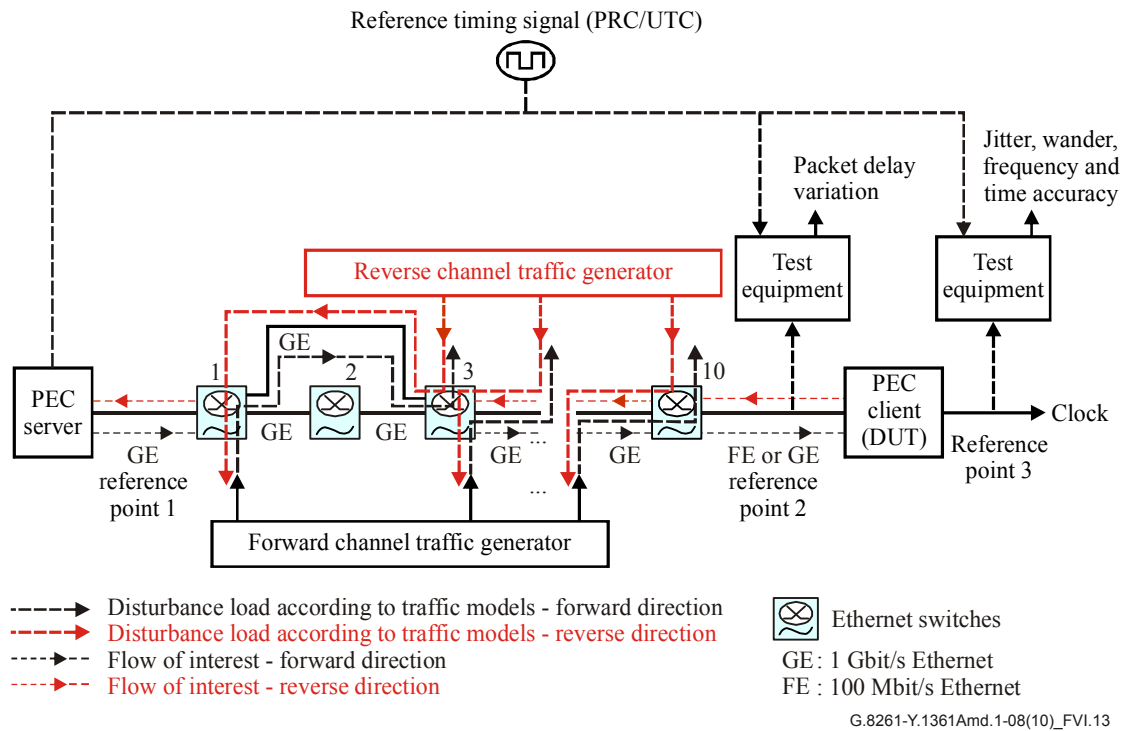 Reference timing signal (PRC/UTC)
Packet delay
variation
Jitter, wander,
frequency and
time accuracy
Reverse channel traffic generator
Test
equipment
Test
equipment
GE
1
GE
2
3
10
PEC
server
PEC
client
(DUT)
Clock
GE
GE
GE
reference
point 1
GE
...
GE
FE or GE
reference
point 2
Reference
point 3
...
Forward channel traffic generator
Disturbance load according to traffic models - forward direction
Disturbance load according to traffic models - reverse direction
Flow of interest - forward direction
Flow of interest - reverse direction
Ethernet switches
GE : 1 Gbit/s Ethernet
FE : 100 Mbit/s Ethernet
G.8261-Y.1361Amd.1-08(10)_FVI.13